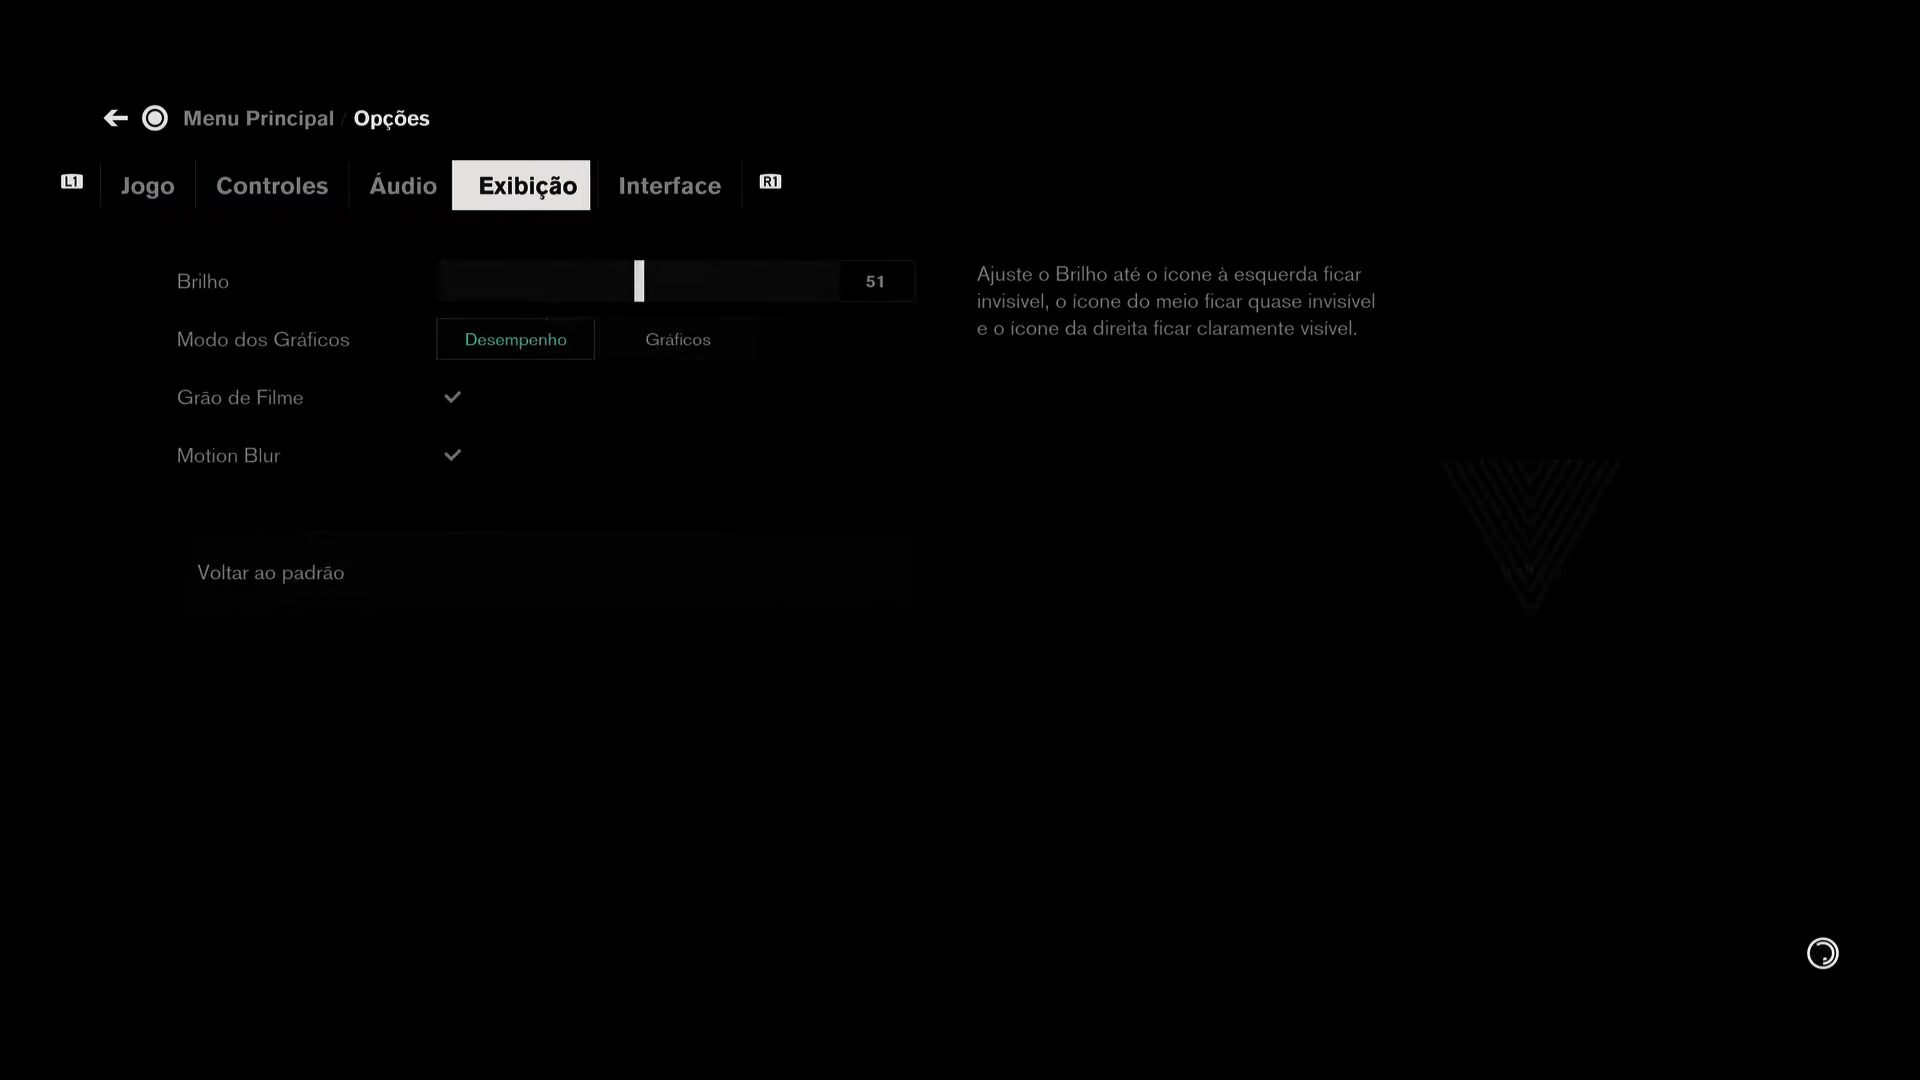 Menu Principal / Opções
L1 Jogo Controles Áudio Exibição Interface R1
Brilho 51
Modo dos Gráficos Desempenho Gráficos
Grão de Filme
Motion Blur
Voltar ao padrão
Ajuste o Brilho até o ícone à esquerda ficar
invisível, o ícone do meio ficar quase invisível
e o ícone da direita ficar claramente visível.